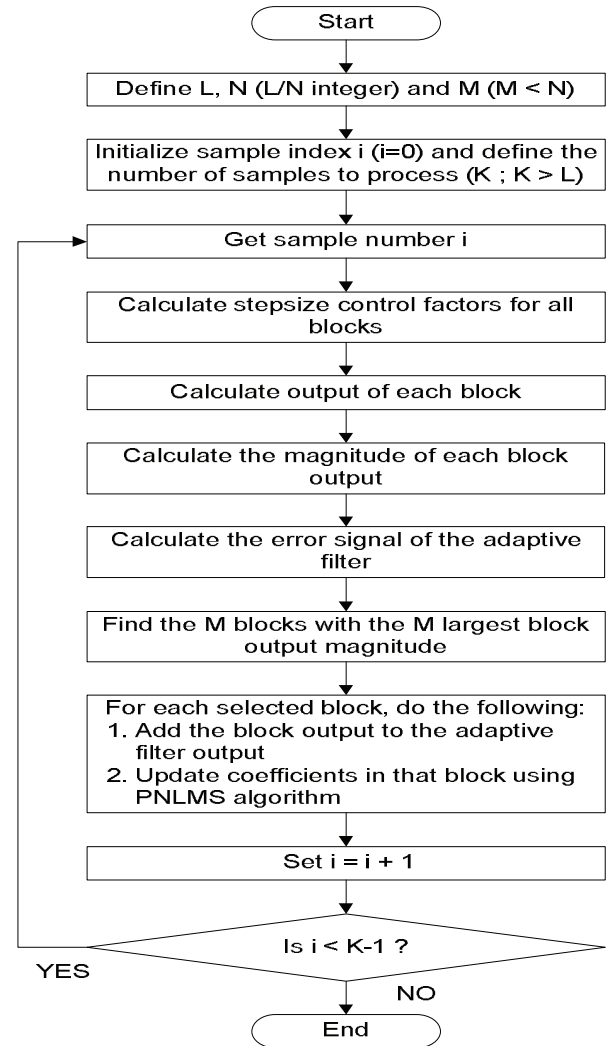 Start
Define L, N (L/N integer) and M (M < N)
Initialize sample index i (i=0) and define the
number of samples to process (K ; K > L)
Get sample number i
Calculate stepsize control factors for all
blocks
Calculate output of each block
Calculate the magnitude of each block
output
Calculate the error signal of the adaptive
filter
Find the M blocks with the M largest block
output magnitude
For each selected block, do the following:
1. Add the block output to the adaptive
filter output
2. Update coefficients in that block using
PNLMS algorithm
Set i = i + 1
Is i < K-1 ?
YES
NO
End